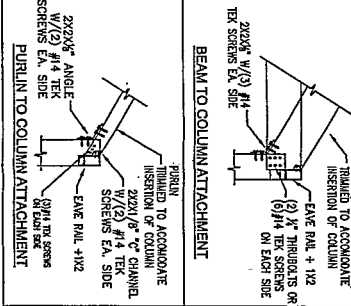 TRIMMED TO ACCOMODATE
INSERTION OF COLUMN
EAVE RAIL + 1X2
(2) ¼" THRUBOLTS OR
(6)#14 TEK SCREWS
ON EACH SIDE
2X2X⅛" W/(3) #14
TEK SCREWS EA. SIDE
BEAM TO COLUMN ATTACHMENT
PURLIN
TRIMMED TO ACCOMODATE
INSERTION OF COLUMN
2X2X1/8" "C" CHANNEL
W/(2) #14 TEK
SCREWS EA. SIDE
EAVE RAIL +1X2
2X2X⅛" ANGLE
W/(2) #14 TEK
SCREWS EA. SIDE
(3)#14 TEK SCREWS
ON EACH SIDE
PURLIN TO COLUMN ATTACHMENT